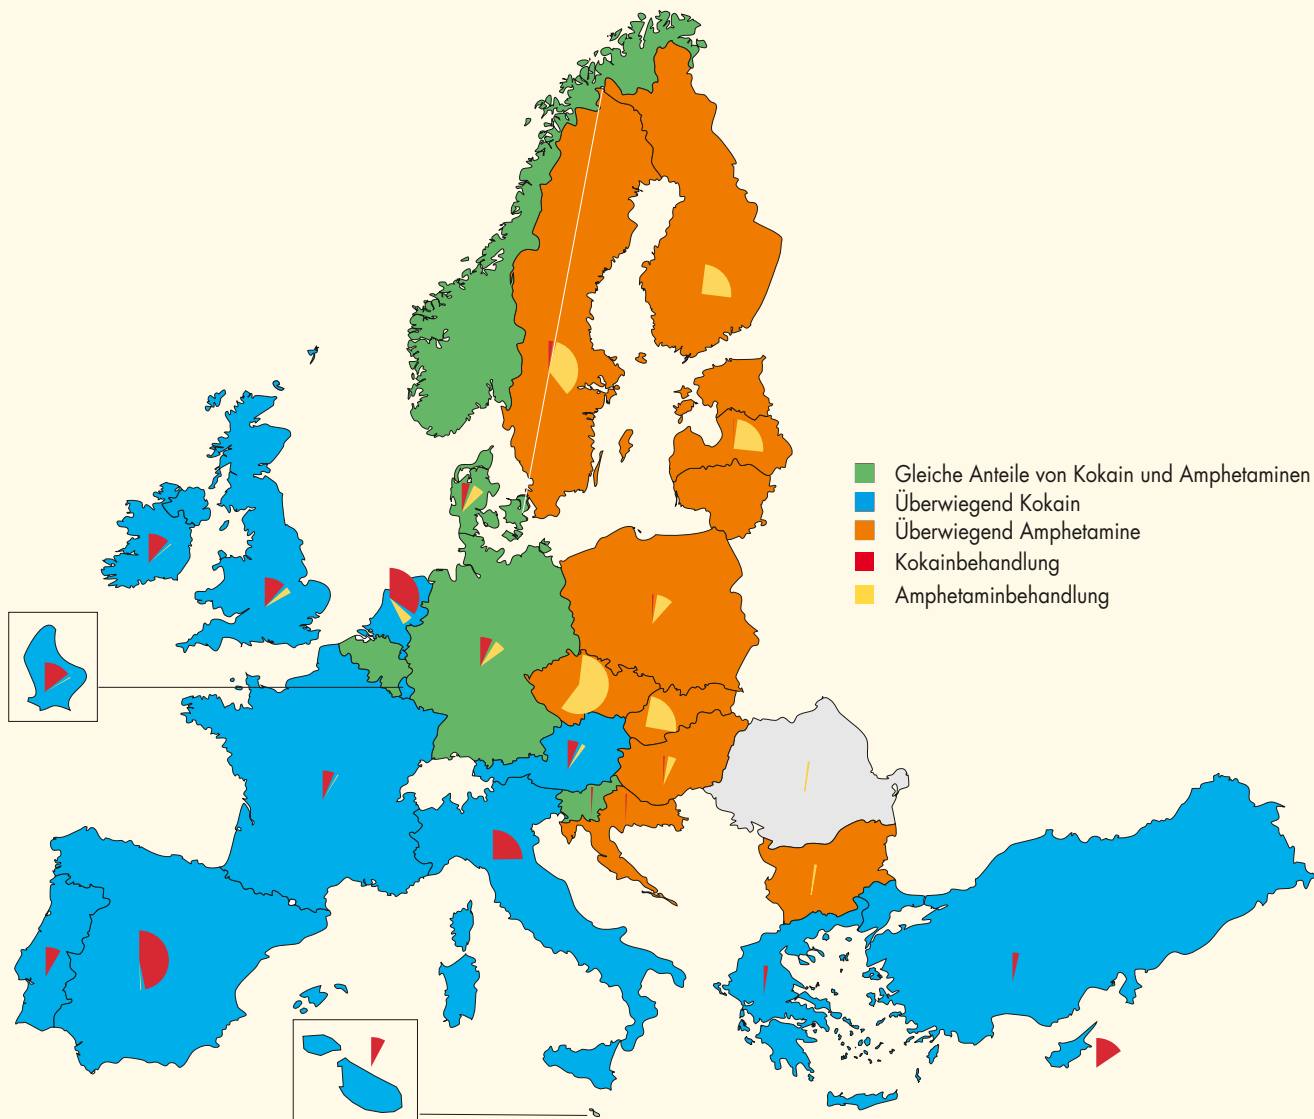 Gleiche Anteile von Kokain und Amphetaminen
Überwiegend Kokain
Überwiegend Amphetamine
Kokainbehandlung
Amphetaminbehandlung